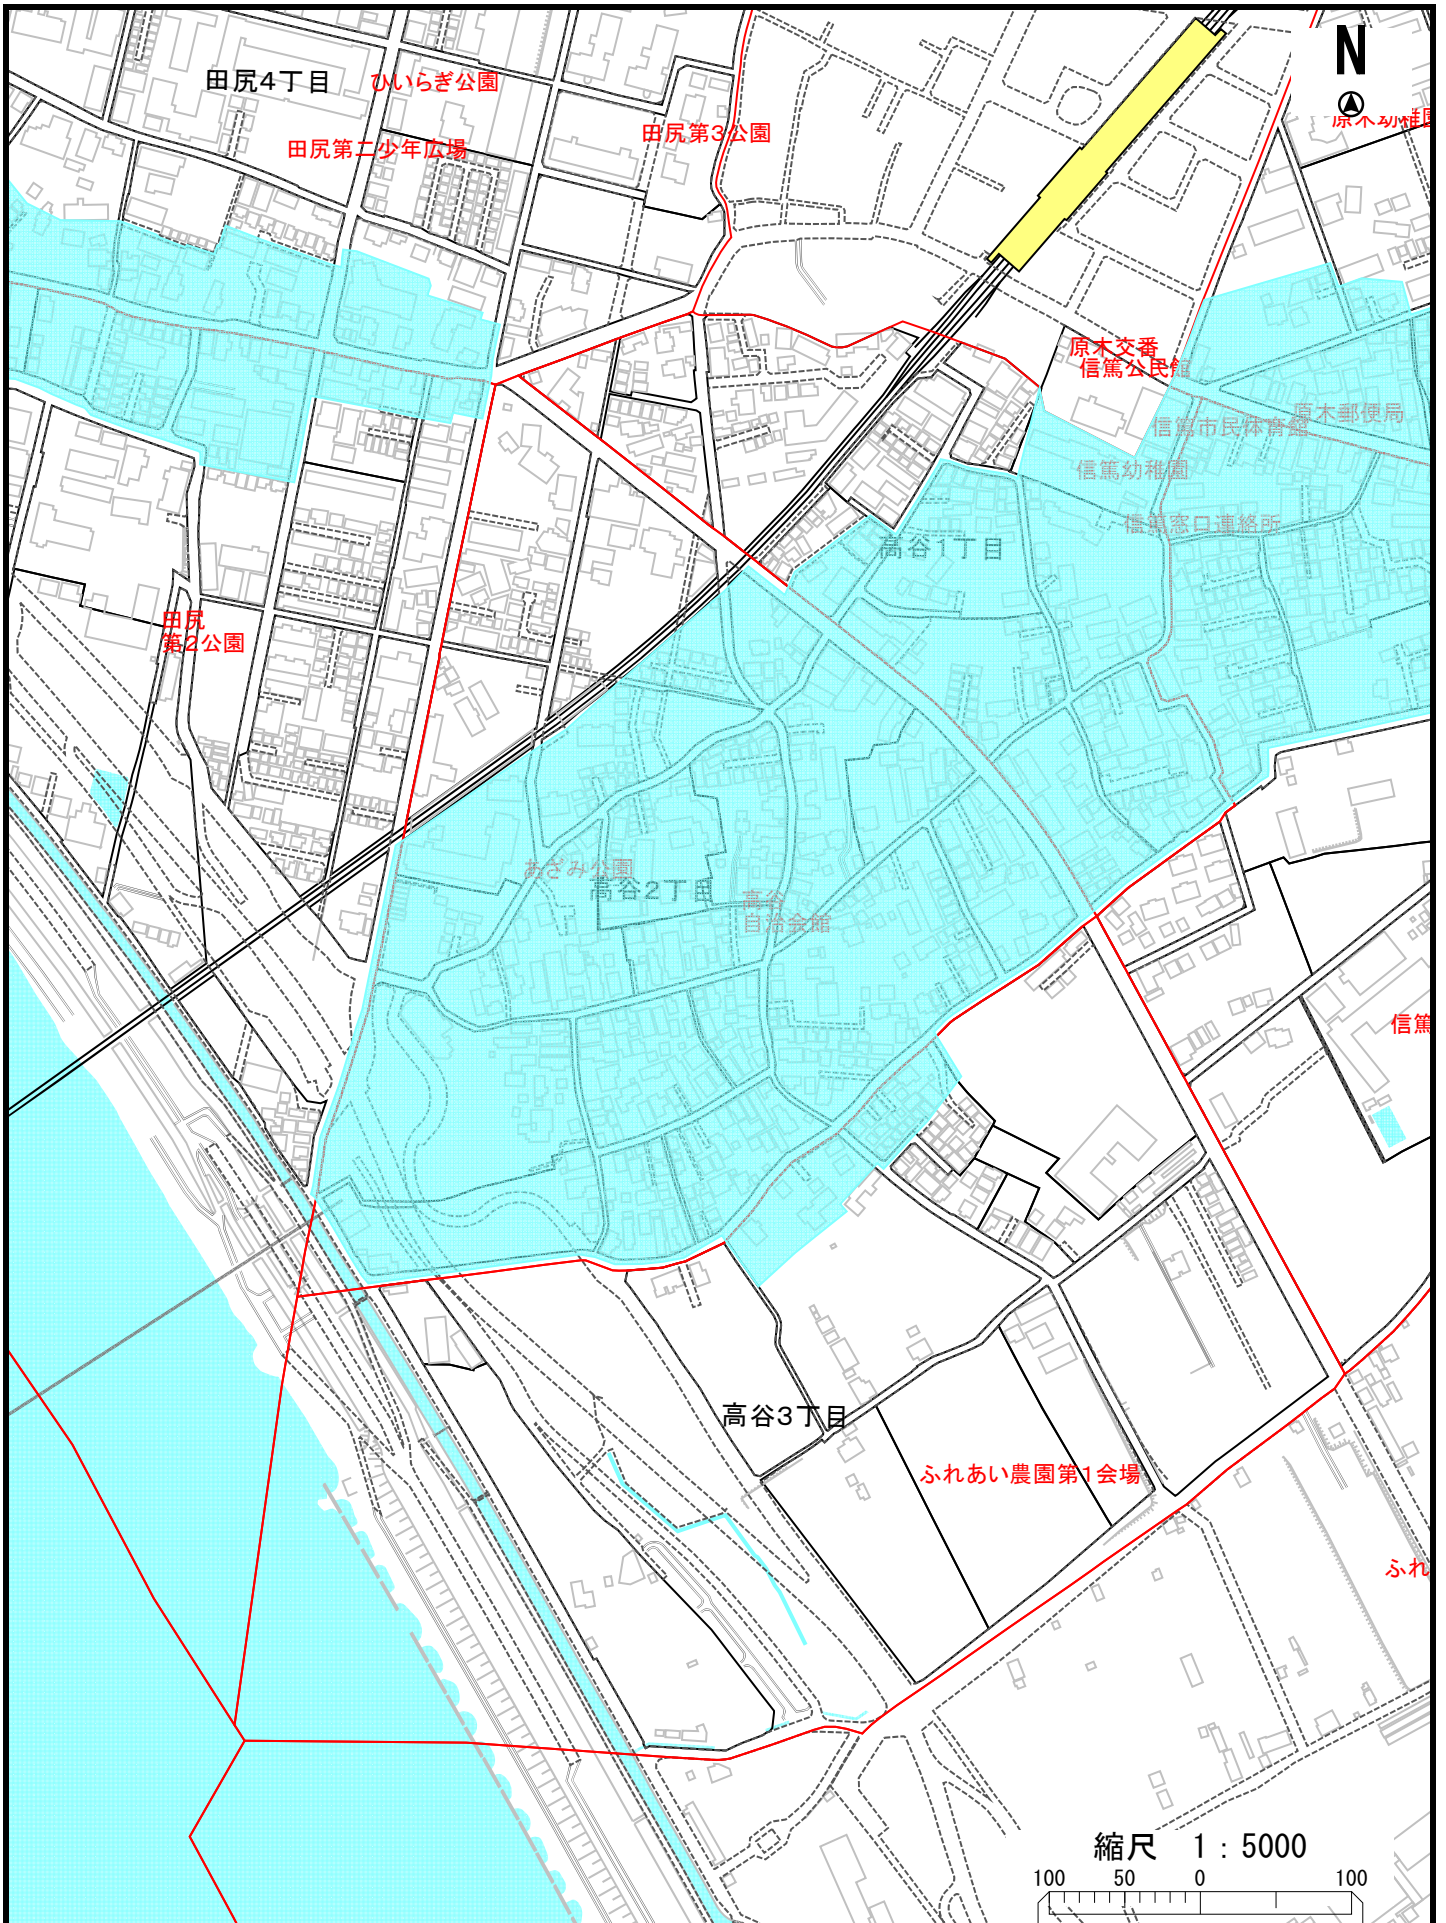 N
田尻4丁目
ひいらぎ公園
田尻第3公園
原木幼稚園
田尻第二少年広場
原木交番
信篤公民館
原木郵便局
信篤市民体育館
信篤幼稚園
信篤窓口連絡所
高谷1丁目
田尻
第2公園
あざみ公園
高谷2丁目
高谷
自治会館
信篤
高谷3丁目
ふれあい農園第1会場
ふれ
縮尺 1:5000
100 50 0 100